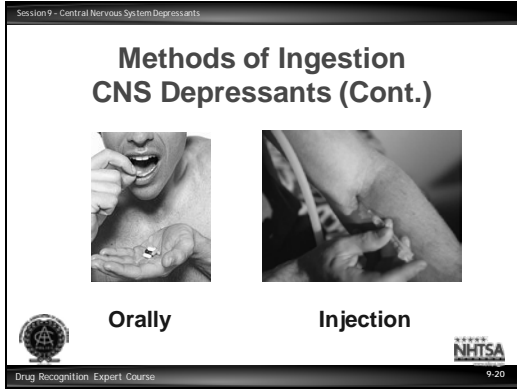 Session 9 – Central Nervous System Depressants
Methods of Ingestion
CNS Depressants (Cont.)
Orally
Injection
NHTSA
Drug Recognition Expert Course
9-20